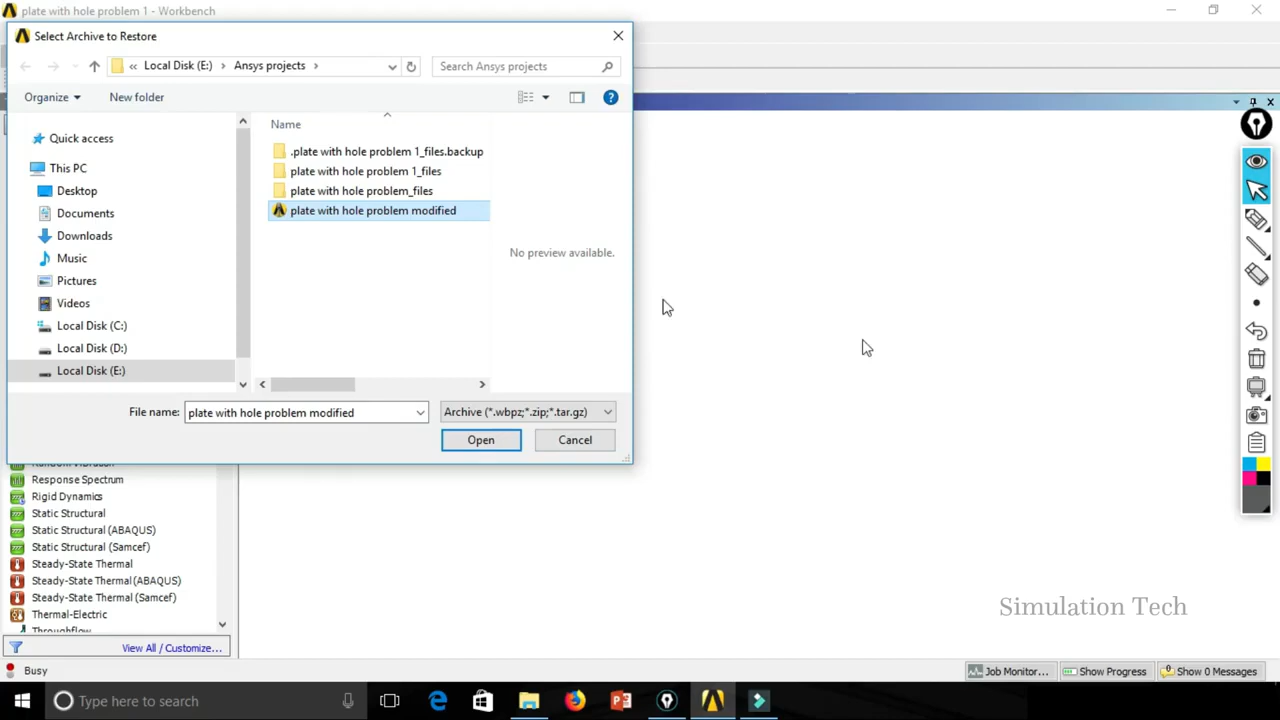 plate with hole problem 1 - Workbench
Select Archive to Restore
« Local Disk (E:) > Ansys projects >
Search Ansys projects
Organize
New folder
Name
Quick access
This PC
Desktop
Documents
Downloads
Music
Pictures
Videos
Local Disk (C:)
Local Disk (D:)
Local Disk (E:)
.plate with hole problem 1_files.backup
plate with hole problem 1_files
plate with hole problem_files
plate with hole problem modified
No preview available.
File name:
plate with hole problem modified
Archive (*.wbpz;*.zip;*.tar.gz)
Open
Cancel
Response Spectrum
Rigid Dynamics
Static Structural
Static Structural (ABAQUS)
Static Structural (Samcef)
Steady-State Thermal
Steady-State Thermal (ABAQUS)
Steady-State Thermal (Samcef)
Thermal-Electric
Throughflow
View All / Customize...
Simulation Tech
Busy
Job Monitor...
Show Progress
Show 0 Messages
Type here to search